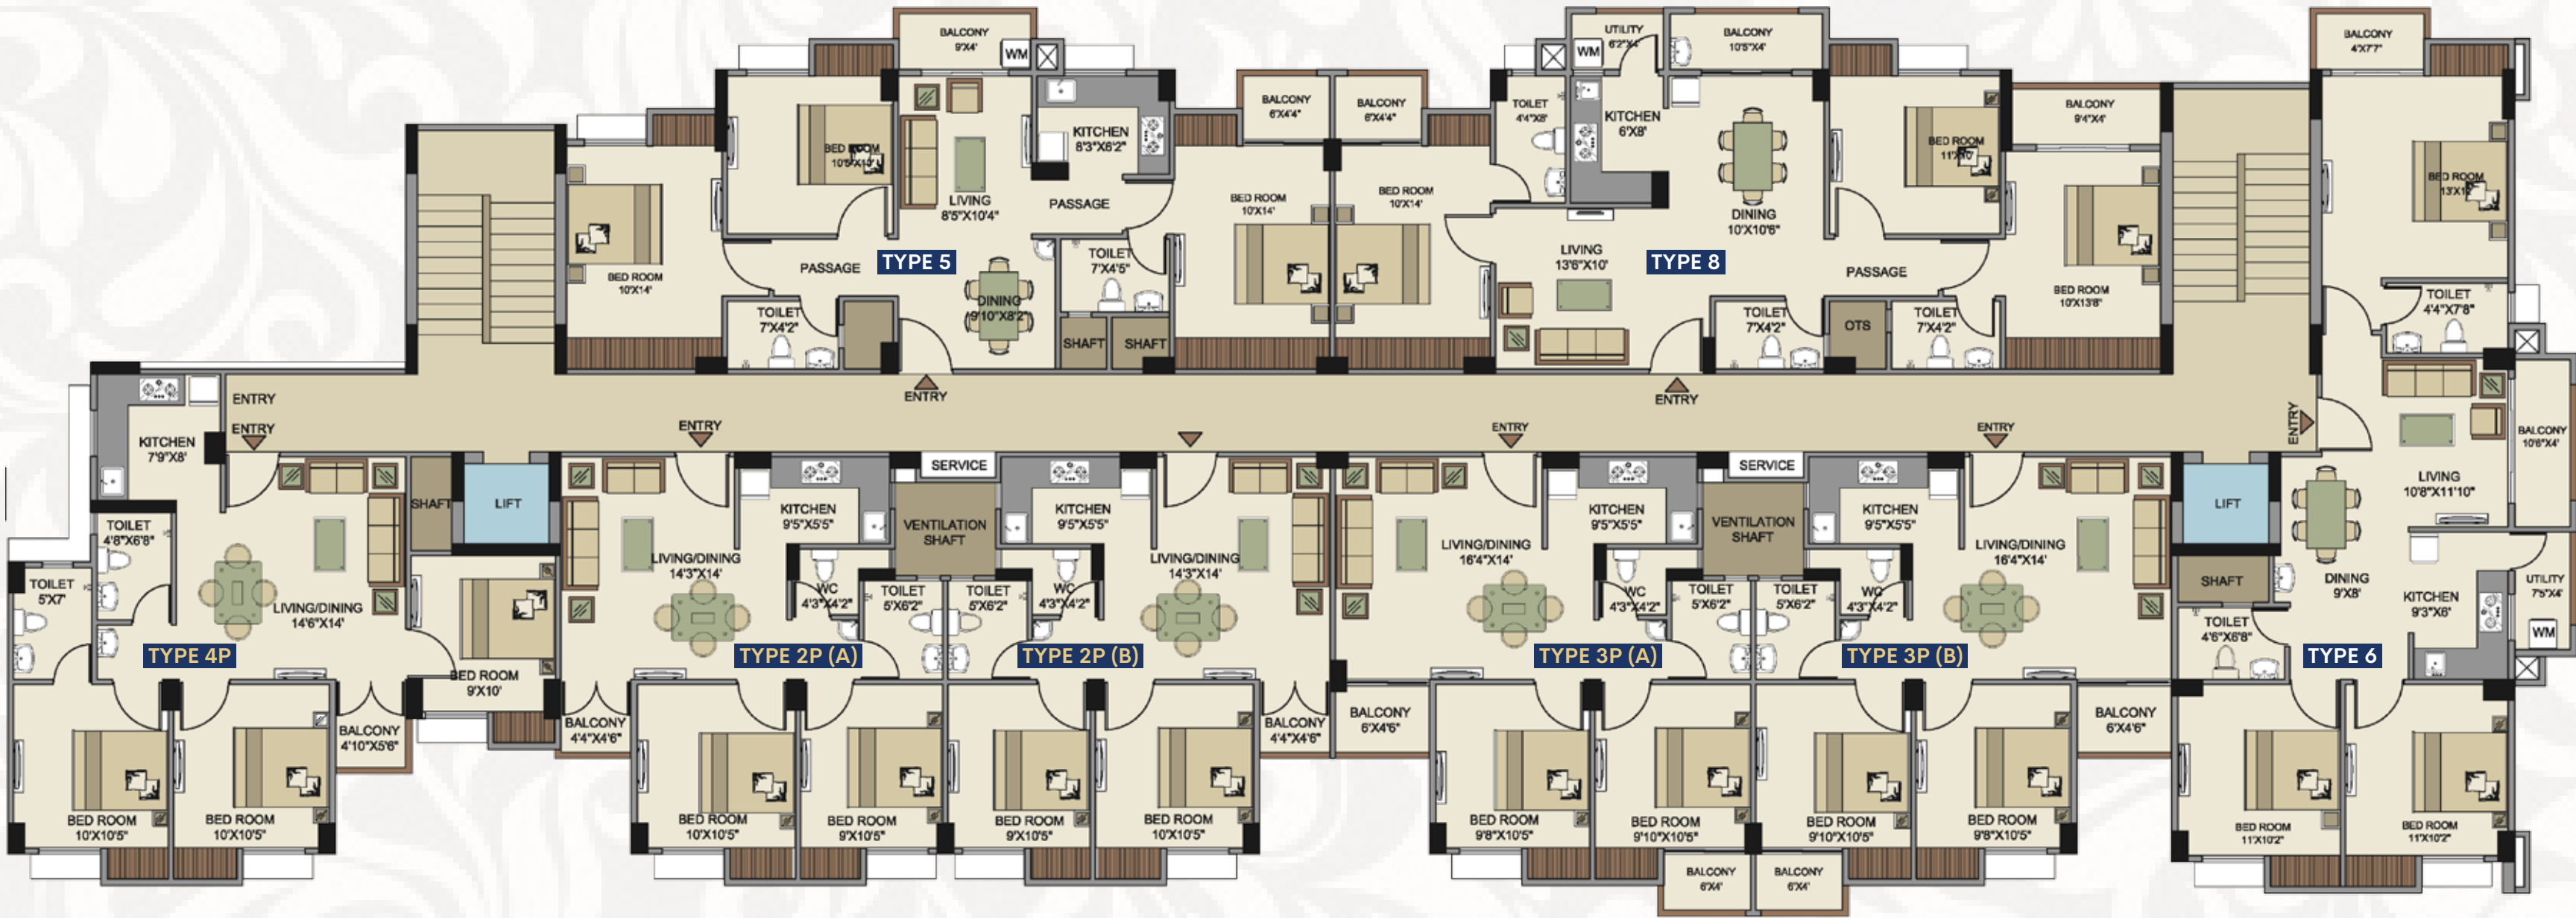 BALCONY
9'X4'
WM
BED ROOM
LIVING
8'5"X10'4"
KITCHEN
8'3"X6'2"
PASSAGE
BED ROOM
10'X14'
PASSAGE
TYPE 5
TOILET
7'X4'2"
DINING
9'10"X8'2"
TOILET
7'X4'5"
SHAFT
SHAFT
BALCONY
6'X4'4"
BED ROOM
10'X14'
ENTRY
BALCONY
6'X4'4"
BED ROOM
10'X14'
TOILET
4'4"X8'
UTILITY
6'2"X4'
WM
KITCHEN
6'X8'
BALCONY
10'5"X4'
DINING
10'X10'6"
LIVING
13'6"X10'
TYPE 8
BED ROOM
PASSAGE
BALCONY
9'4"X4'
BED ROOM
10'X13'8"
TOILET
7'X4'2"
OTS
TOILET
7'X4'2"
ENTRY
BALCONY
4'X7'7"
BED ROOM
TOILET
4'4"X7'8"
ENTRY
BALCONY
10'6"X4'
LIVING
10'8"X11'10"
DINING
9'X8'
KITCHEN
9'3"X6'
UTILITY
7'5"X4'
WM
LIFT
SHAFT
TOILET
4'6"X6'8"
TYPE 6
BED ROOM
11'X10'2"
BED ROOM
11'X10'2"
ENTRY
ENTRY
KITCHEN
7'9"X8'
TOILET
4'8"X6'8"
TOILET
5'X7'
LIVING/DINING
14'6"X14'
TYPE 4P
SHAFT
LIFT
BED ROOM
9'X10'
BALCONY
4'10"X5'6"
BED ROOM
10'X10'5"
BED ROOM
10'X10'5"
ENTRY
LIVING/DINING
14'3"X14'
KITCHEN
9'5"X5'5"
WC
4'3"X4'2"
TOILET
5'X6'2"
TYPE 2P (A)
BALCONY
4'4"X4'6"
BED ROOM
10'X10'5"
BED ROOM
9'X10'5"
SERVICE
VENTILATION
SHAFT
KITCHEN
9'5"X5'5"
TOILET
5'X6'2"
WC
4'3"X4'2"
LIVING/DINING
14'3"X14'
TYPE 2P (B)
BED ROOM
9'X10'5"
BED ROOM
10'X10'5"
BALCONY
4'4"X4'6"
ENTRY
LIVING/DINING
16'4"X14'
KITCHEN
9'5"X5'5"
WC
4'3"X4'2"
TOILET
5'X6'2"
TYPE 3P (A)
BALCONY
6'X4'6"
BED ROOM
9'8"X10'5"
BED ROOM
9'10"X10'5"
BALCONY
6'X4'
SERVICE
VENTILATION
SHAFT
ENTRY
KITCHEN
9'5"X5'5"
TOILET
5'X6'2"
WC
4'3"X4'2"
LIVING/DINING
16'4"X14'
TYPE 3P (B)
BED ROOM
9'10"X10'5"
BED ROOM
9'8"X10'5"
BALCONY
6'X4'6"
BALCONY
6'X4'